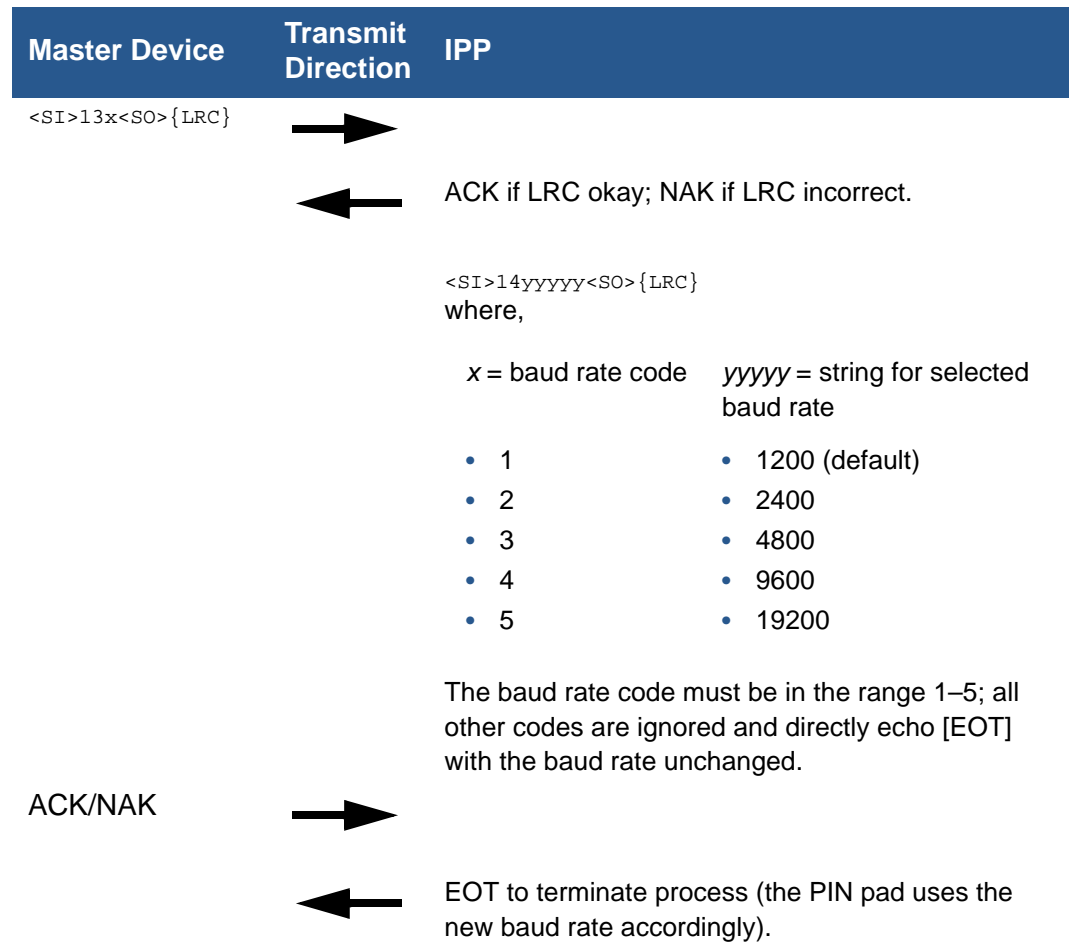 Master Device Transmit Direction IPP
<SI>13x<SO>{LRC}
ACK if LRC okay; NAK if LRC incorrect.
<SI>14yyyyy<SO>{LRC}
where,
x = baud rate code yyyyy = string for selected
baud rate
• 1 • 1200 (default)
• 2 • 2400
• 3 • 4800
• 4 • 9600
• 5 • 19200
The baud rate code must be in the range 1–5; all
other codes are ignored and directly echo [EOT]
with the baud rate unchanged.
ACK/NAK
EOT to terminate process (the PIN pad uses the
new baud rate accordingly).